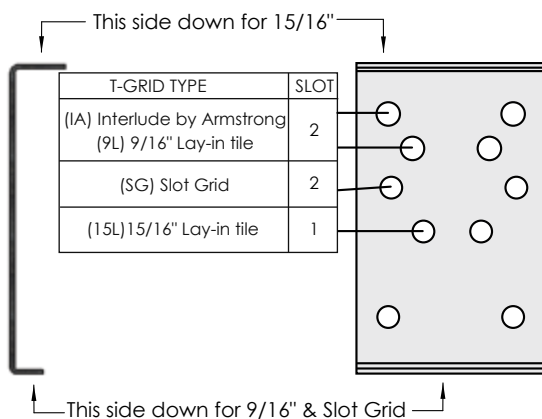 This side down for 15/16"
T-GRID TYPE SLOT
(IA) Interlude by Armstrong
(9L) 9/16" Lay-in tile 2
(SG) Slot Grid 2
(15L)15/16" Lay-in tile 1
This side down for 9/16" & Slot Grid